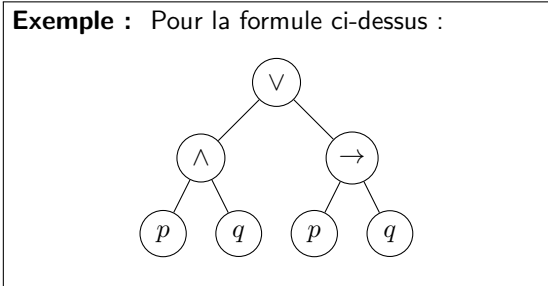 Exemple : Pour la formule ci-dessus :
∨
∧ →
p q p q